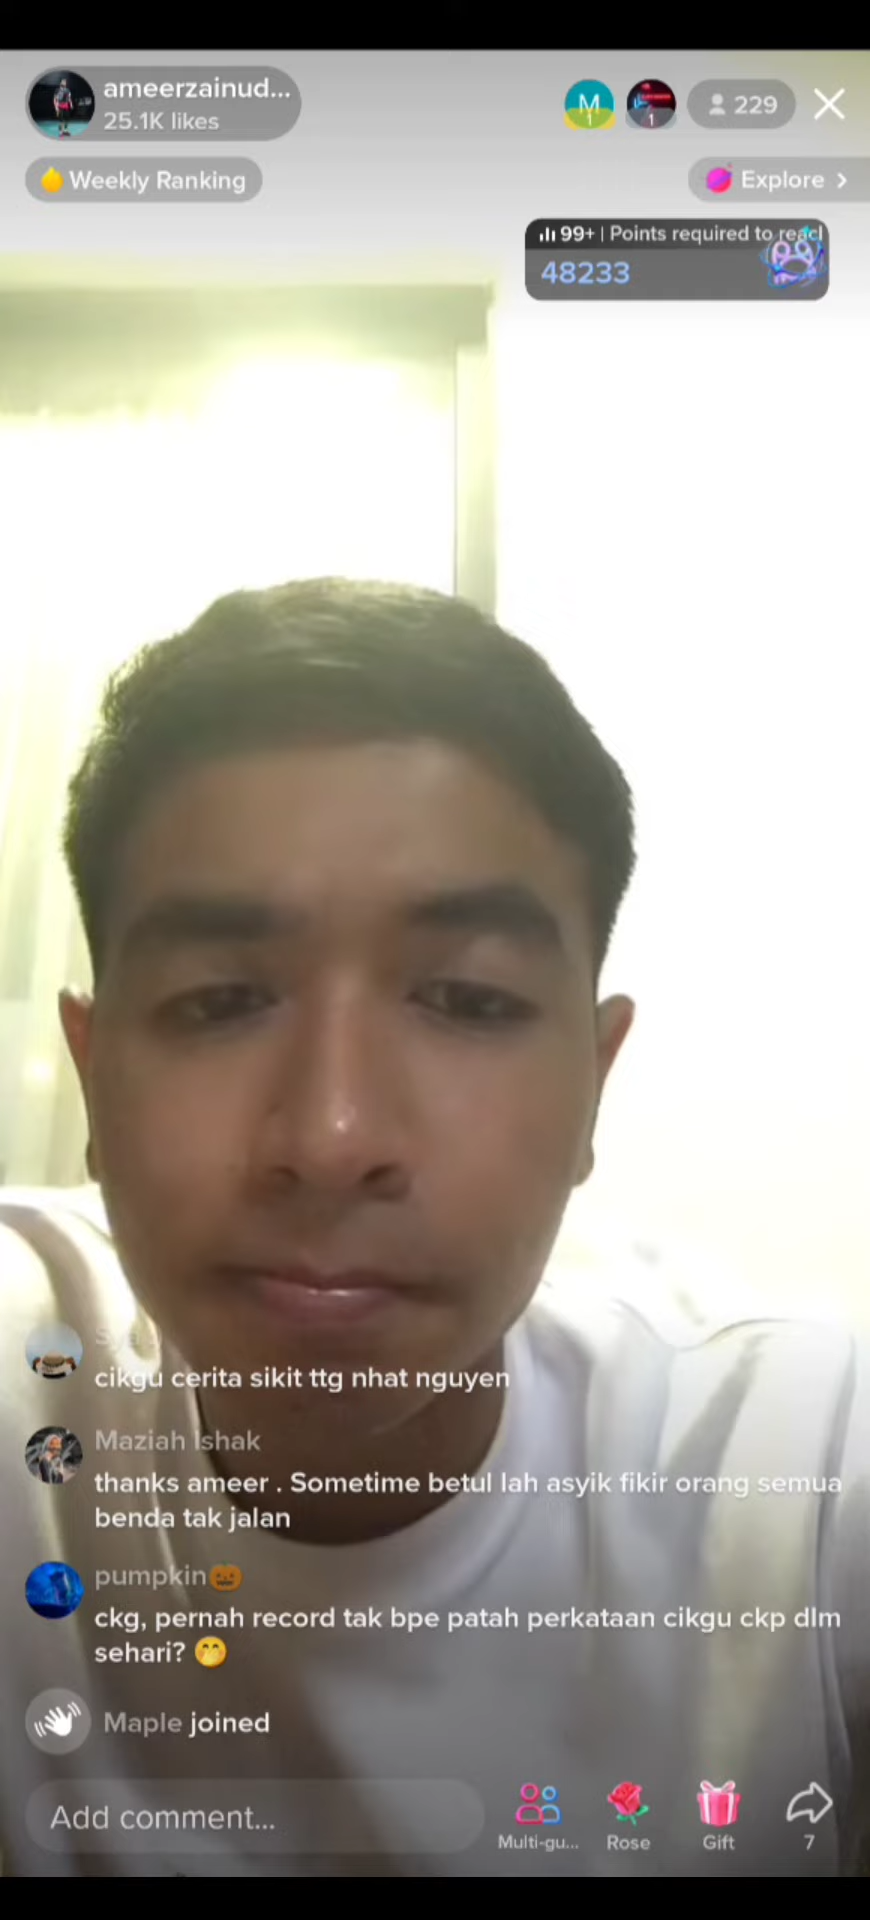 ameerzainud...
25.1K likes
M
1
1
229
Weekly Ranking
Explore
99+ | Points required to reacl
48233
cikgu cerita sikit ttg nhat nguyen
Maziah Ishak
thanks ameer . Sometime betul lah asyik fikir orang semua
benda tak jalan
pumpkin🎃
ckg, pernah record tak bpe patah perkataan cikgu ckp dlm
sehari? 🤭
Maple joined
Add comment...
Multi-gu...
Rose
Gift
7